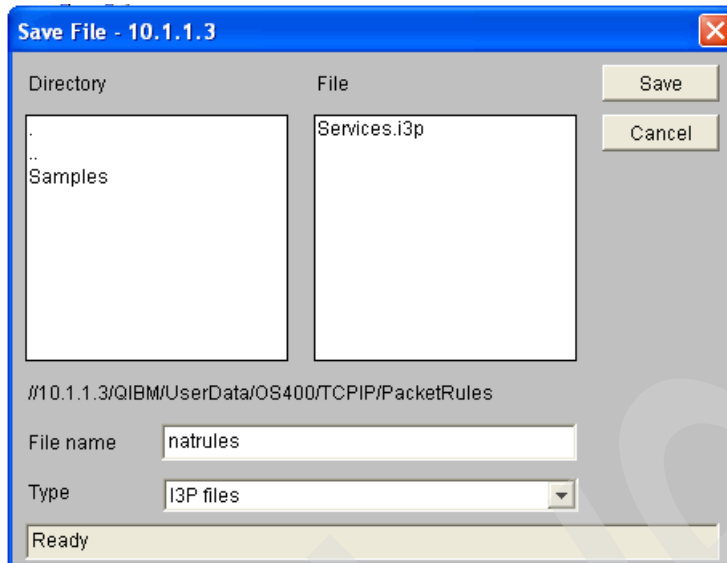 Save File - 10.1.1.3
Directory
File
Save
Cancel
.
..
Samples
Services.i3p
//10.1.1.3/QIBM/UserData/OS400/TCPIP/PacketRules
File name
natrules
Type
I3P files
Ready